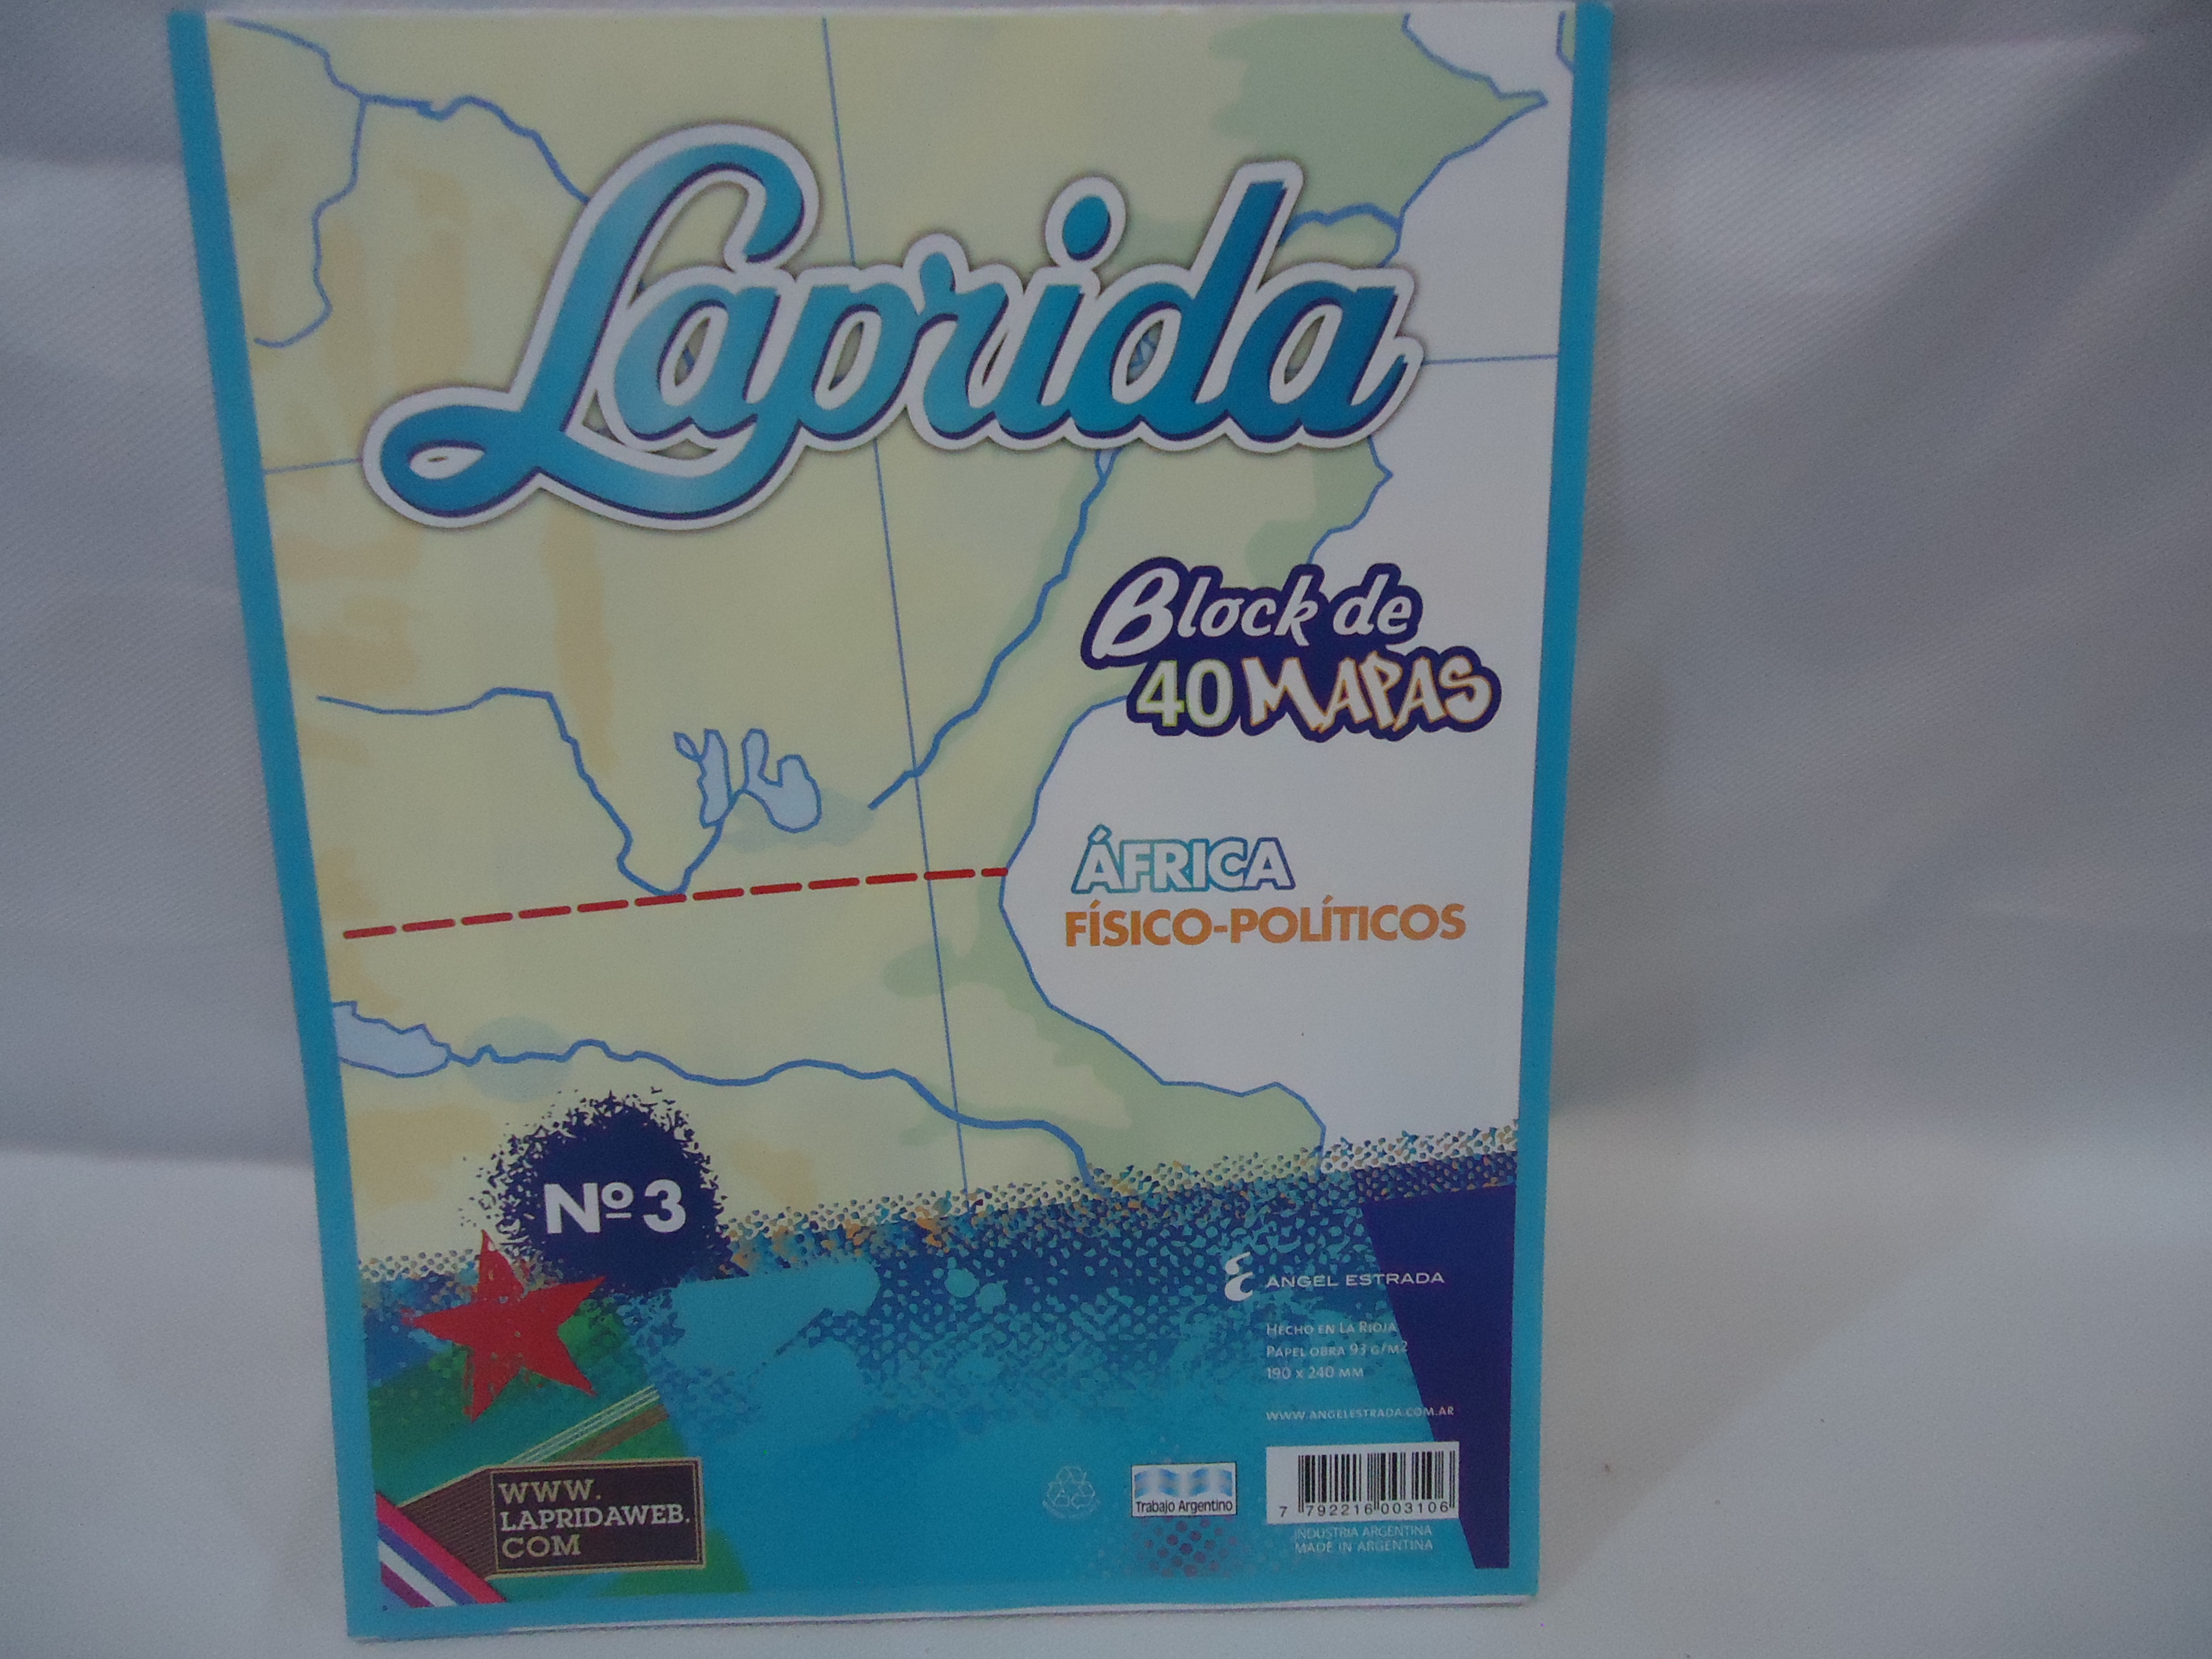 Laprida
Block de
40 MAPAS
ÁFRICA
FÍSICO-POLÍTICOS
Nº 3
ANGEL ESTRADA
HECHO EN LA RIOJA
PAPEL OBRA 93 G/M²
190 X 240 MM
WWW.ANGELESTRADA.COM.AR
WWW.
LAPRIDAWEB.
COM
Trabajo Argentino
7 792216 003106
INDUSTRIA ARGENTINA
MADE IN ARGENTINA